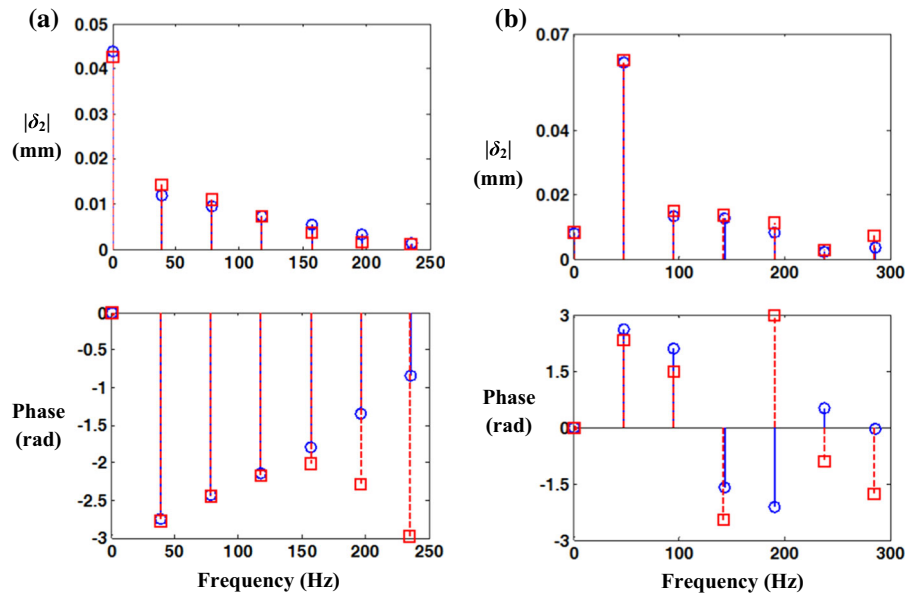 (a)
(b)
0.05
0.04
0.03
0.02
0.01
0
|δ₂|
(mm)
0 50 100 150 200 250
0.07
0.04
0.02
0
|δ₂|
(mm)
0 100 200 300
0
-0.5
-1
-1.5
-2
-2.5
-3
Phase
(rad)
0 50 100 150 200 250
Frequency (Hz)
3
1.5
0
-1.5
-3
Phase
(rad)
0 100 200 300
Frequency (Hz)